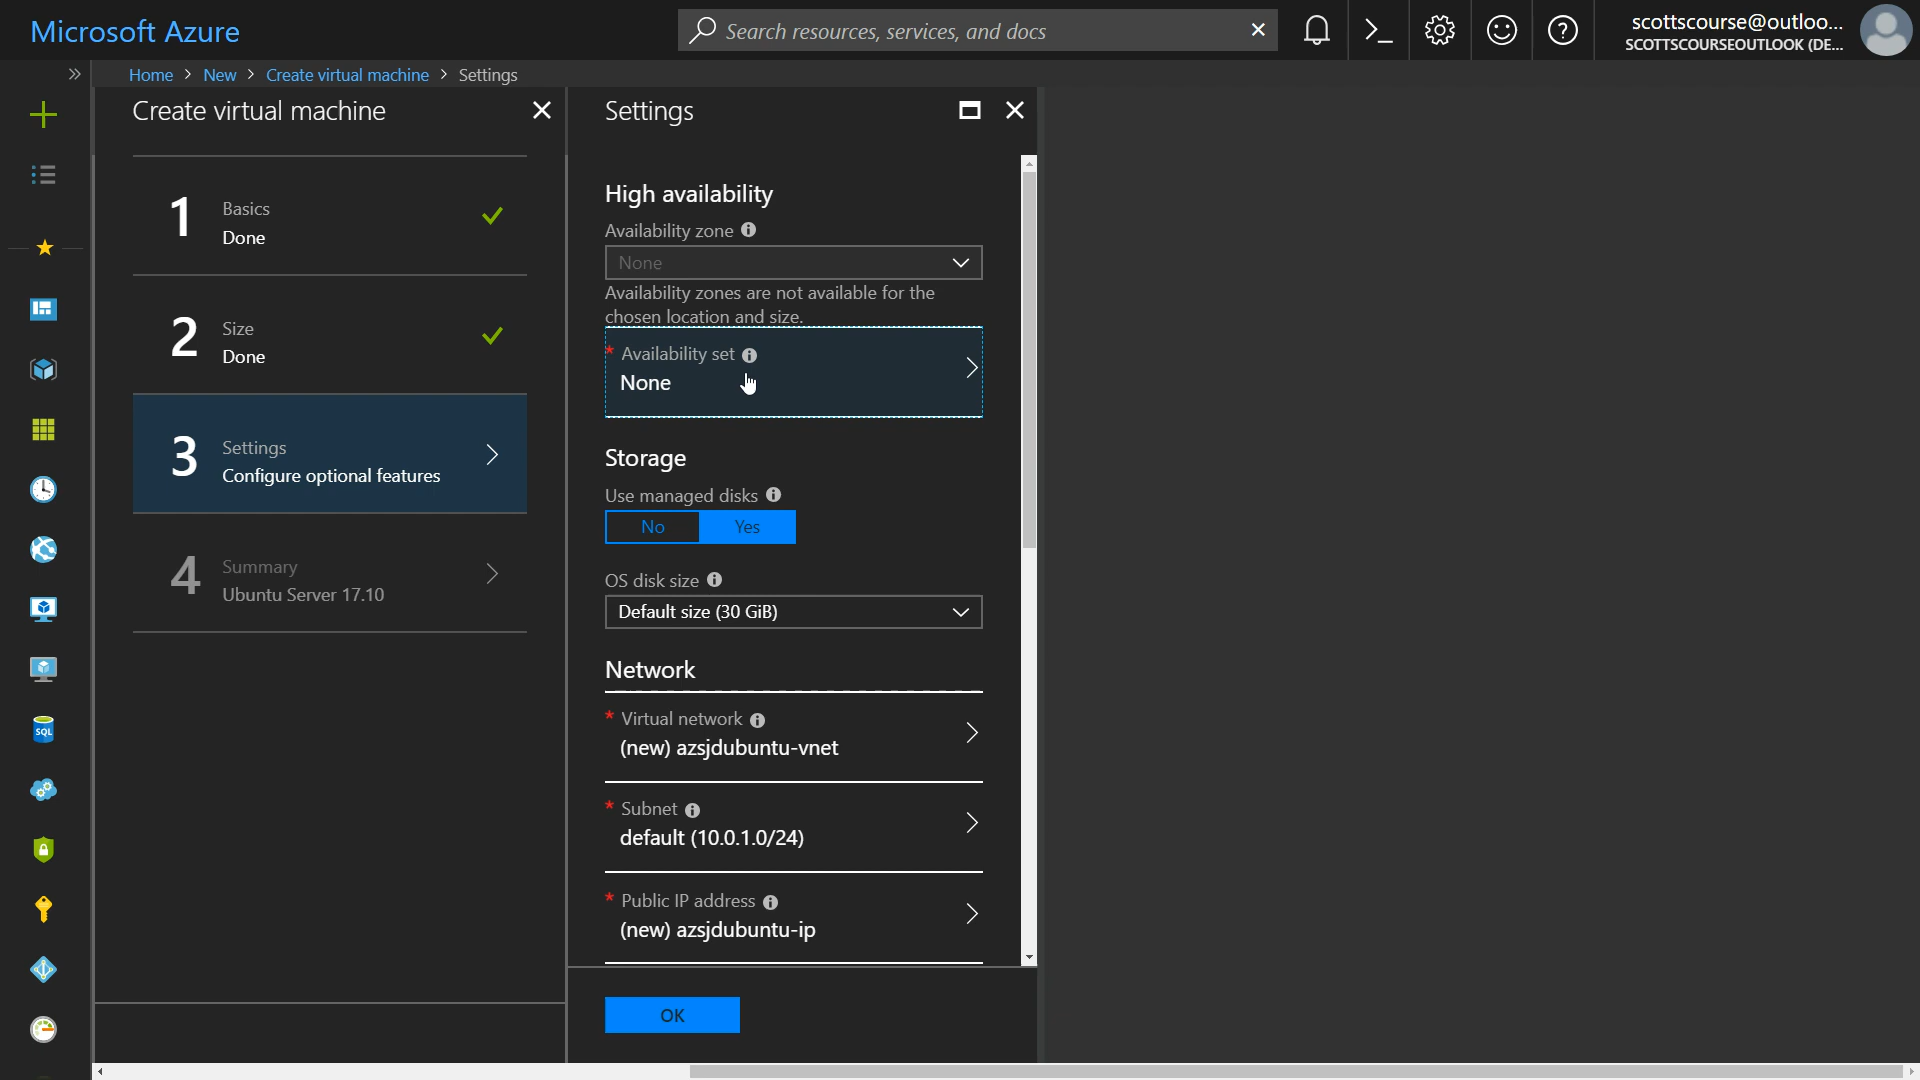 Microsoft Azure
Search resources, services, and docs
scottscourse@outloo...
SCOTTSCOURSEOUTLOOK (DE...
Home > New > Create virtual machine > Settings
Create virtual machine
Settings
1
Basics
Done
2
Size
Done
3
Settings
Configure optional features
4
Summary
Ubuntu Server 17.10
High availability
Availability zone
None
Availability zones are not available for the
chosen location and size.
* Availability set
None
Storage
Use managed disks
No Yes
OS disk size
Default size (30 GiB)
Network
* Virtual network
(new) azsjdubuntu-vnet
* Subnet
default (10.0.1.0/24)
* Public IP address
(new) azsjdubuntu-ip
OK
SQL